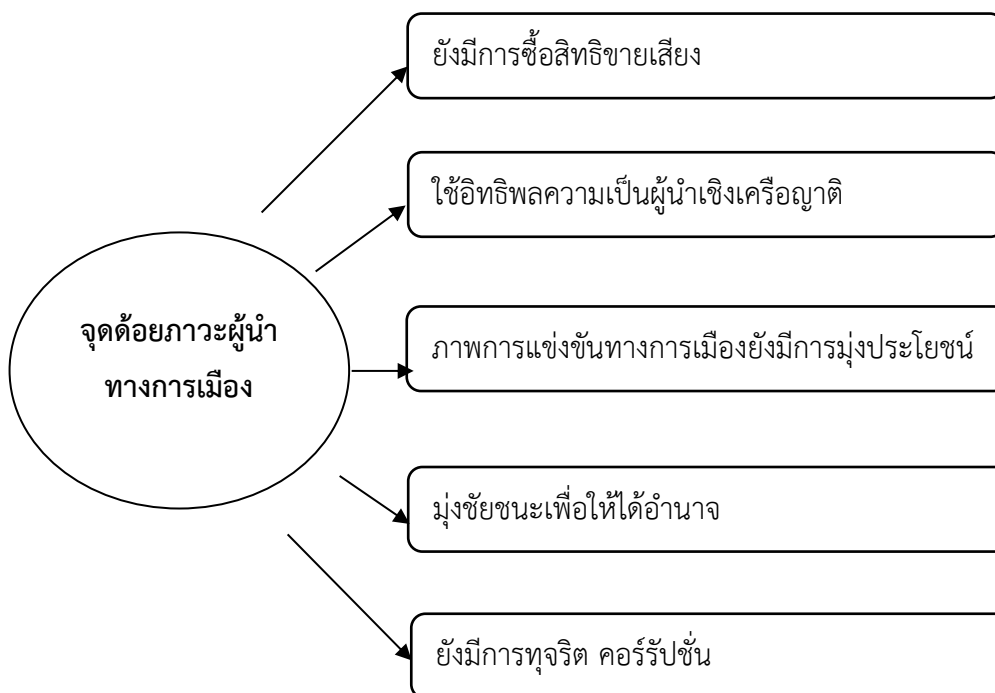 ยังมีการซื้อสิทธิขายเสียง
ใช้อิทธิพลความเป็นผู้นำเชิงเครือญาติ
จุดด้อยภาวะผู้นำ
ทางการเมือง
ภาพการแข่งขันทางการเมืองยังมีการมุ่งประโยชน์
มุ่งชัยชนะเพื่อให้ได้อำนาจ
ยังมีการทุจริต คอร์รัปชั่น